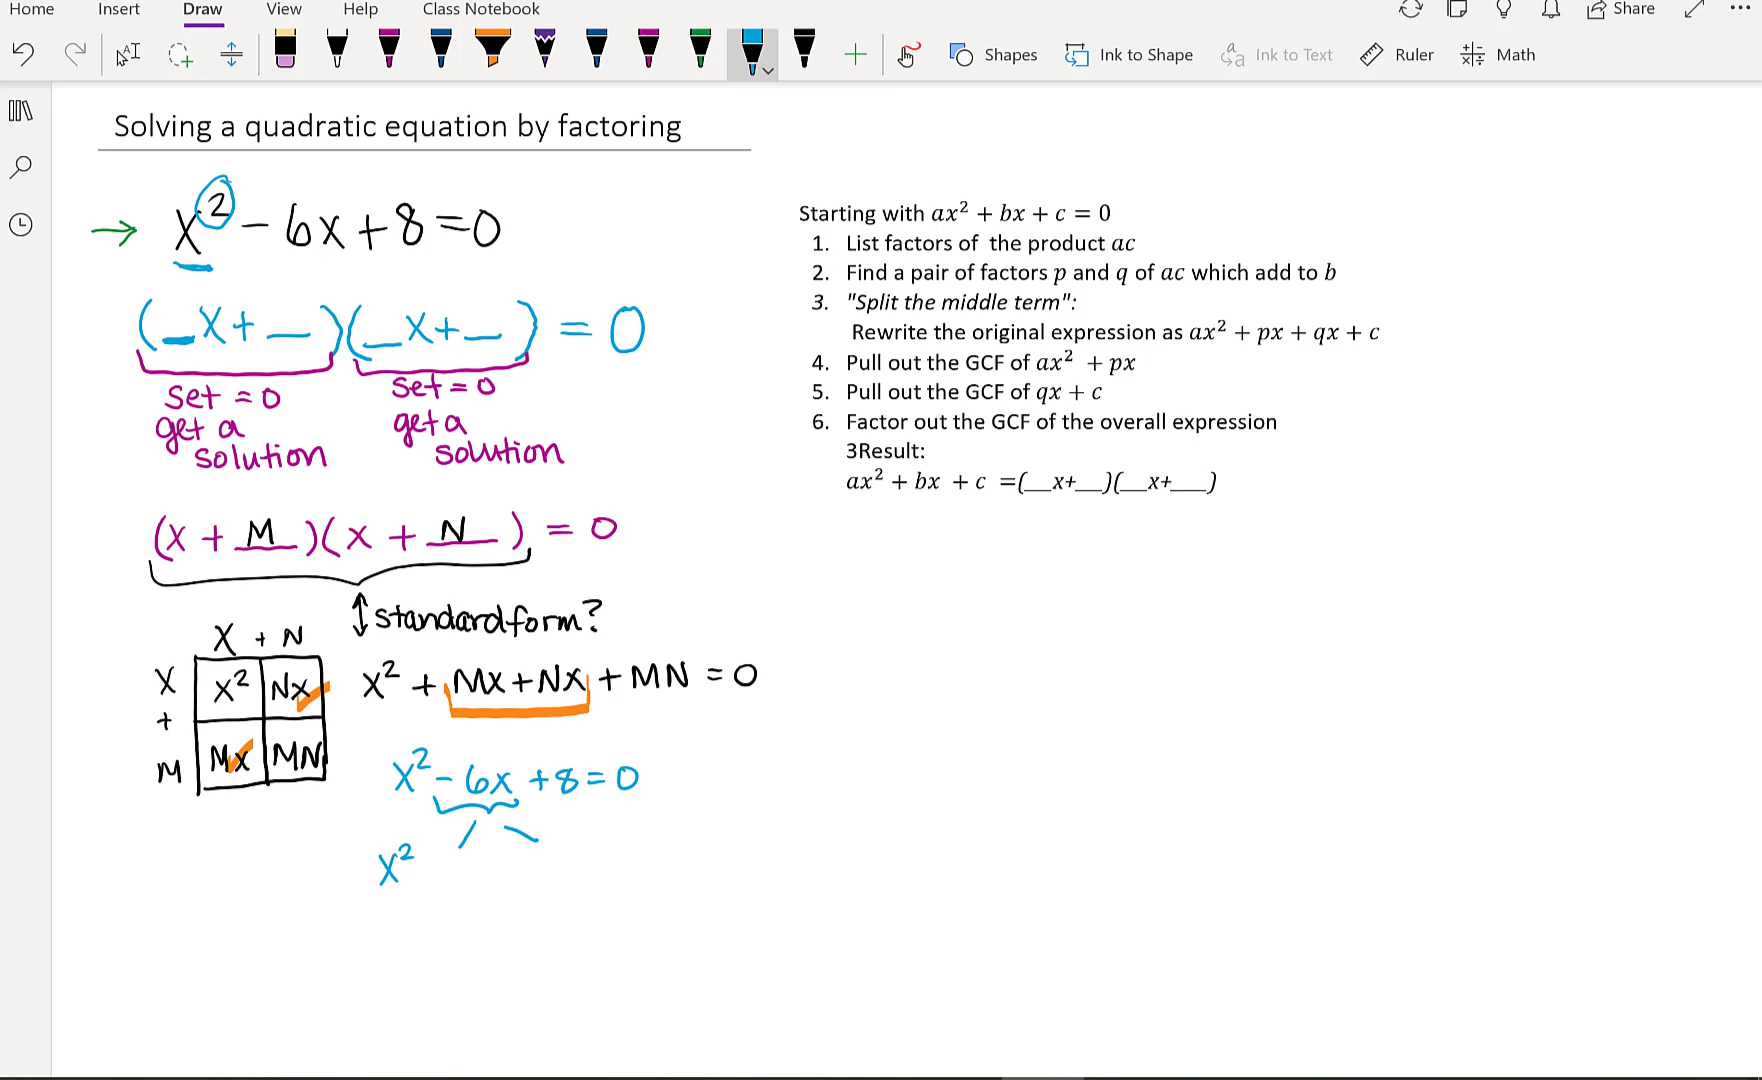 Home Insert Draw View Help Class Notebook Share
Shapes Ink to Shape Ink to Text Ruler Math
Solving a quadratic equation by factoring
→ x² - 6x + 8 = 0
(_x + _)(_x + _) = 0
set = 0 set = 0
get a get a
solution solution
(x + M)(x + N) = 0
↕ standard form?
X + N
X x² Nx
+
M Mx MN
x² + Mx + Nx + MN = 0
x² - 6x + 8 = 0
x²
Starting with ax² + bx + c = 0
1. List factors of the product ac
2. Find a pair of factors p and q of ac which add to b
3. "Split the middle term":
Rewrite the original expression as ax² + px + qx + c
4. Pull out the GCF of ax² + px
5. Pull out the GCF of qx + c
6. Factor out the GCF of the overall expression
3Result:
ax² + bx + c =(__x+__)(__x+___)